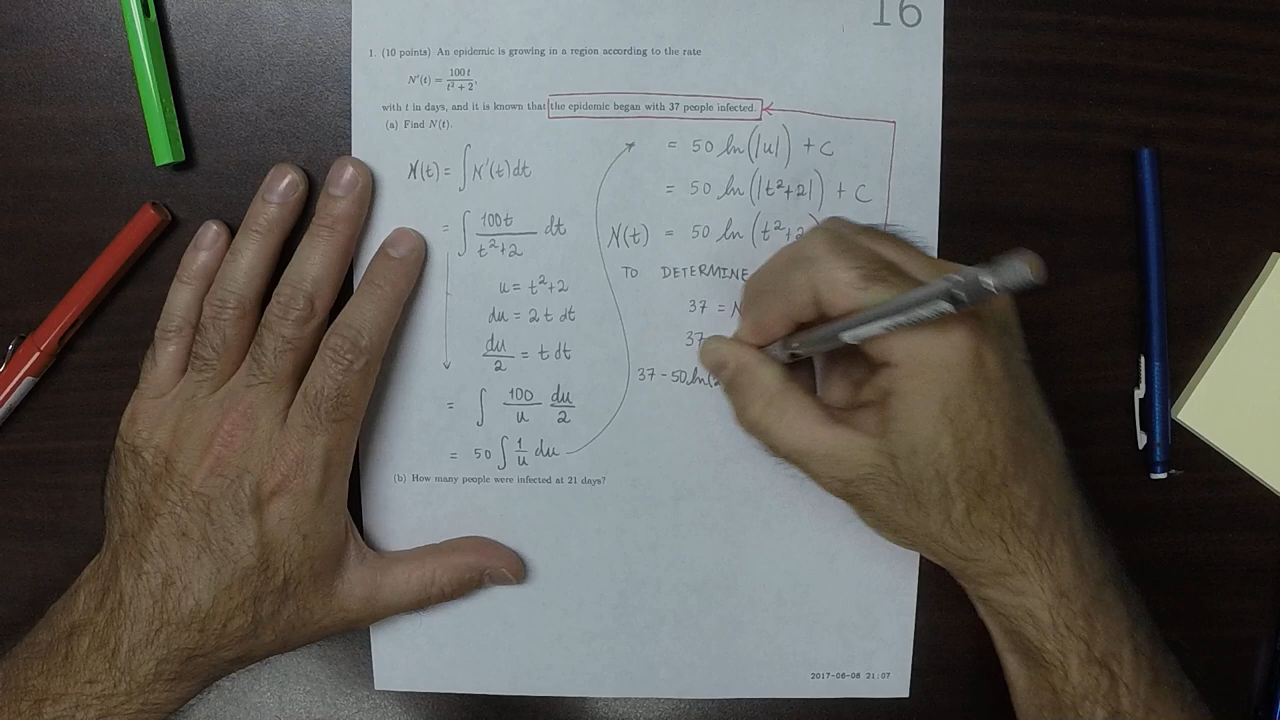 16
1. (10 points) An epidemic is growing in a region according to the rate
N'(t) = 100t / t² + 2,
with t in days, and it is known that the epidemic began with 37 people infected.
(a) Find N(t).
N(t) = ∫ N'(t) dt
= ∫ 100t / t²+2 dt
u = t²+2
du = 2 t dt
du/2 = t dt
= ∫ 100/u du/2
= 50 ∫ 1/u du
= 50 ln(|u|) + C
= 50 ln(|t²+2|) + C
N(t) = 50 ln(t²+2)
TO DETERMINE
37 = N
37
37 - 50 ln(2
(b) How many people were infected at 21 days?
2017-06-08 21:07